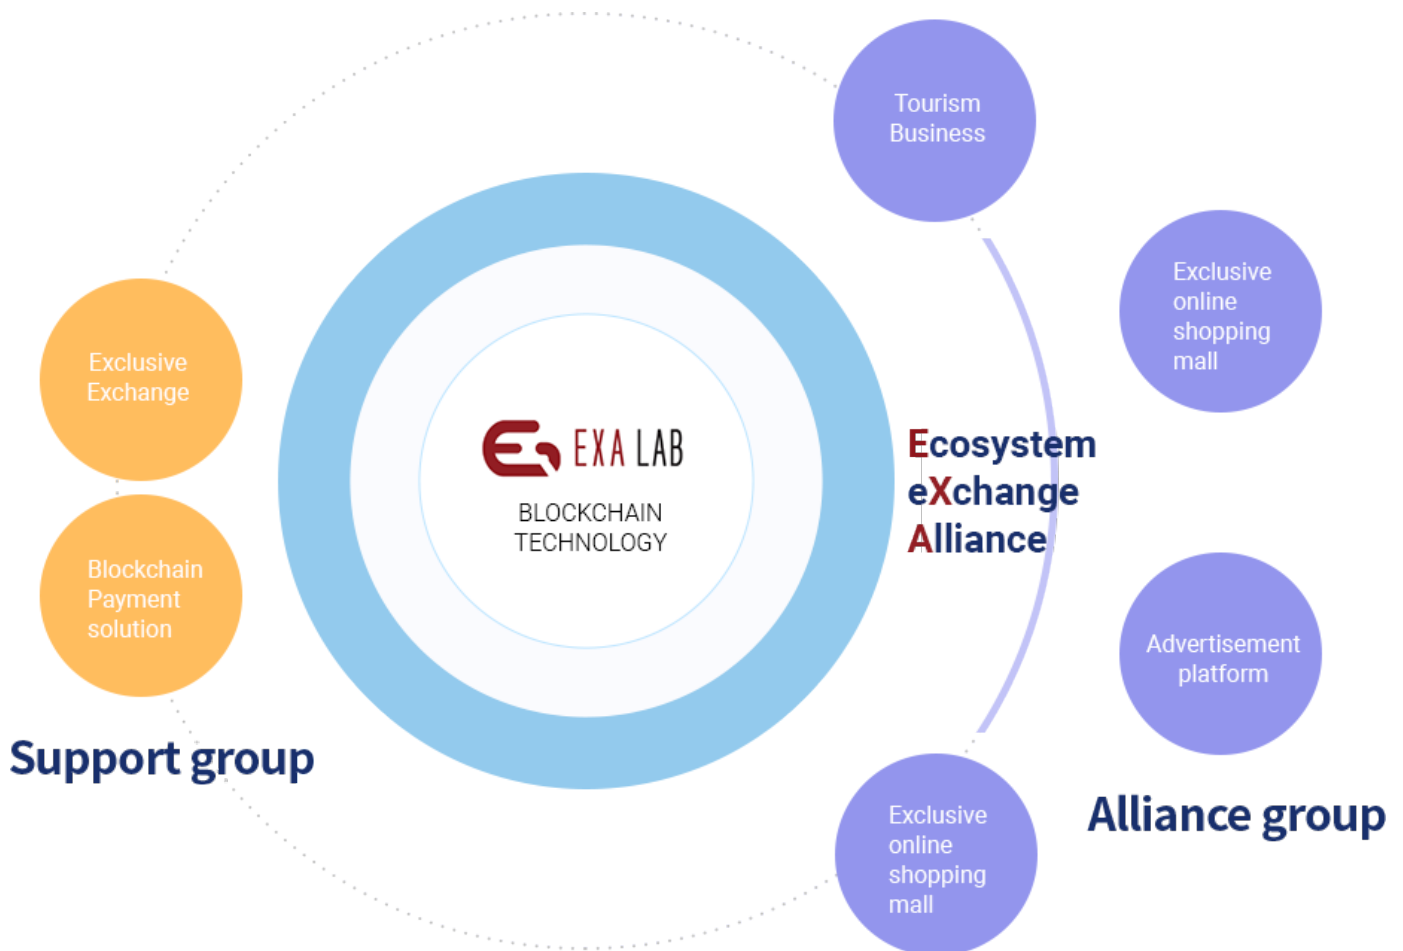 Tourism
Business
Exclusive
online
shopping
mall
Exclusive
Exchange
EXA LAB
BLOCKCHAIN
TECHNOLOGY
Ecosystem
eXchange
Alliance
Blockchain
Payment
solution
Advertisement
platform
Support group
Alliance group
Exclusive
online
shopping
mall